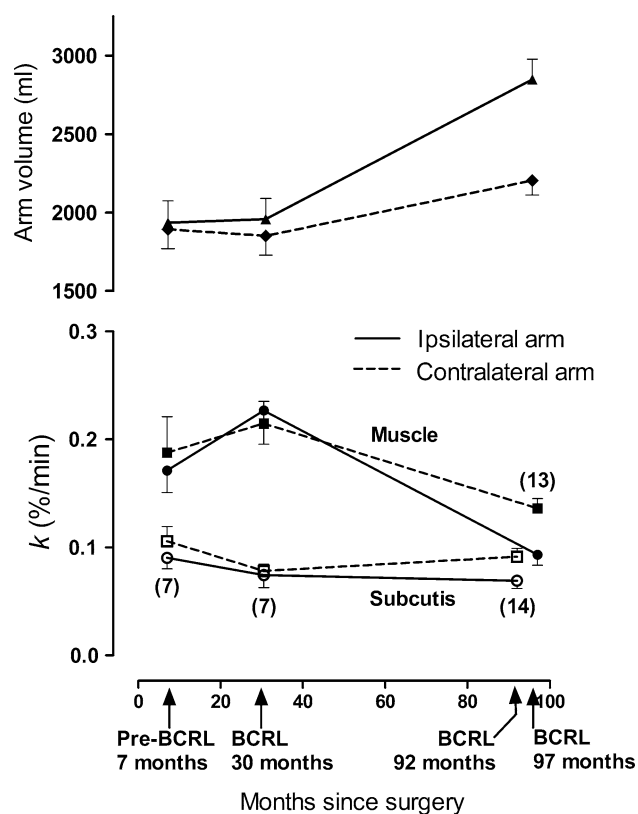 3000
2500
2000
1500
Arm volume (ml)
0.3
0.2
0.1
0.0
k (%/min)
Ipsilateral arm
Contralateral arm
Muscle
(13)
(7)
(7)
Subcutis
(14)
0 20 40 60 80 100
Pre-BCRL
7 months
BCRL
30 months
BCRL
92 months
BCRL
97 months
Months since surgery